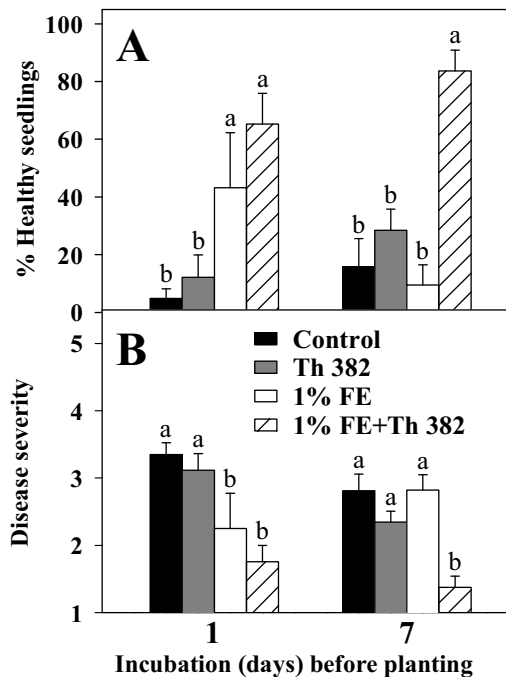 100
80
60
40
20
0
% Healthy seedlings
A
b
b
a
a
b
b
b
a
5
4
3
2
1
Disease severity
B
Control
Th 382
1% FE
1% FE+Th 382
a
a
b
b
a
a
a
b
1
7
Incubation (days) before planting